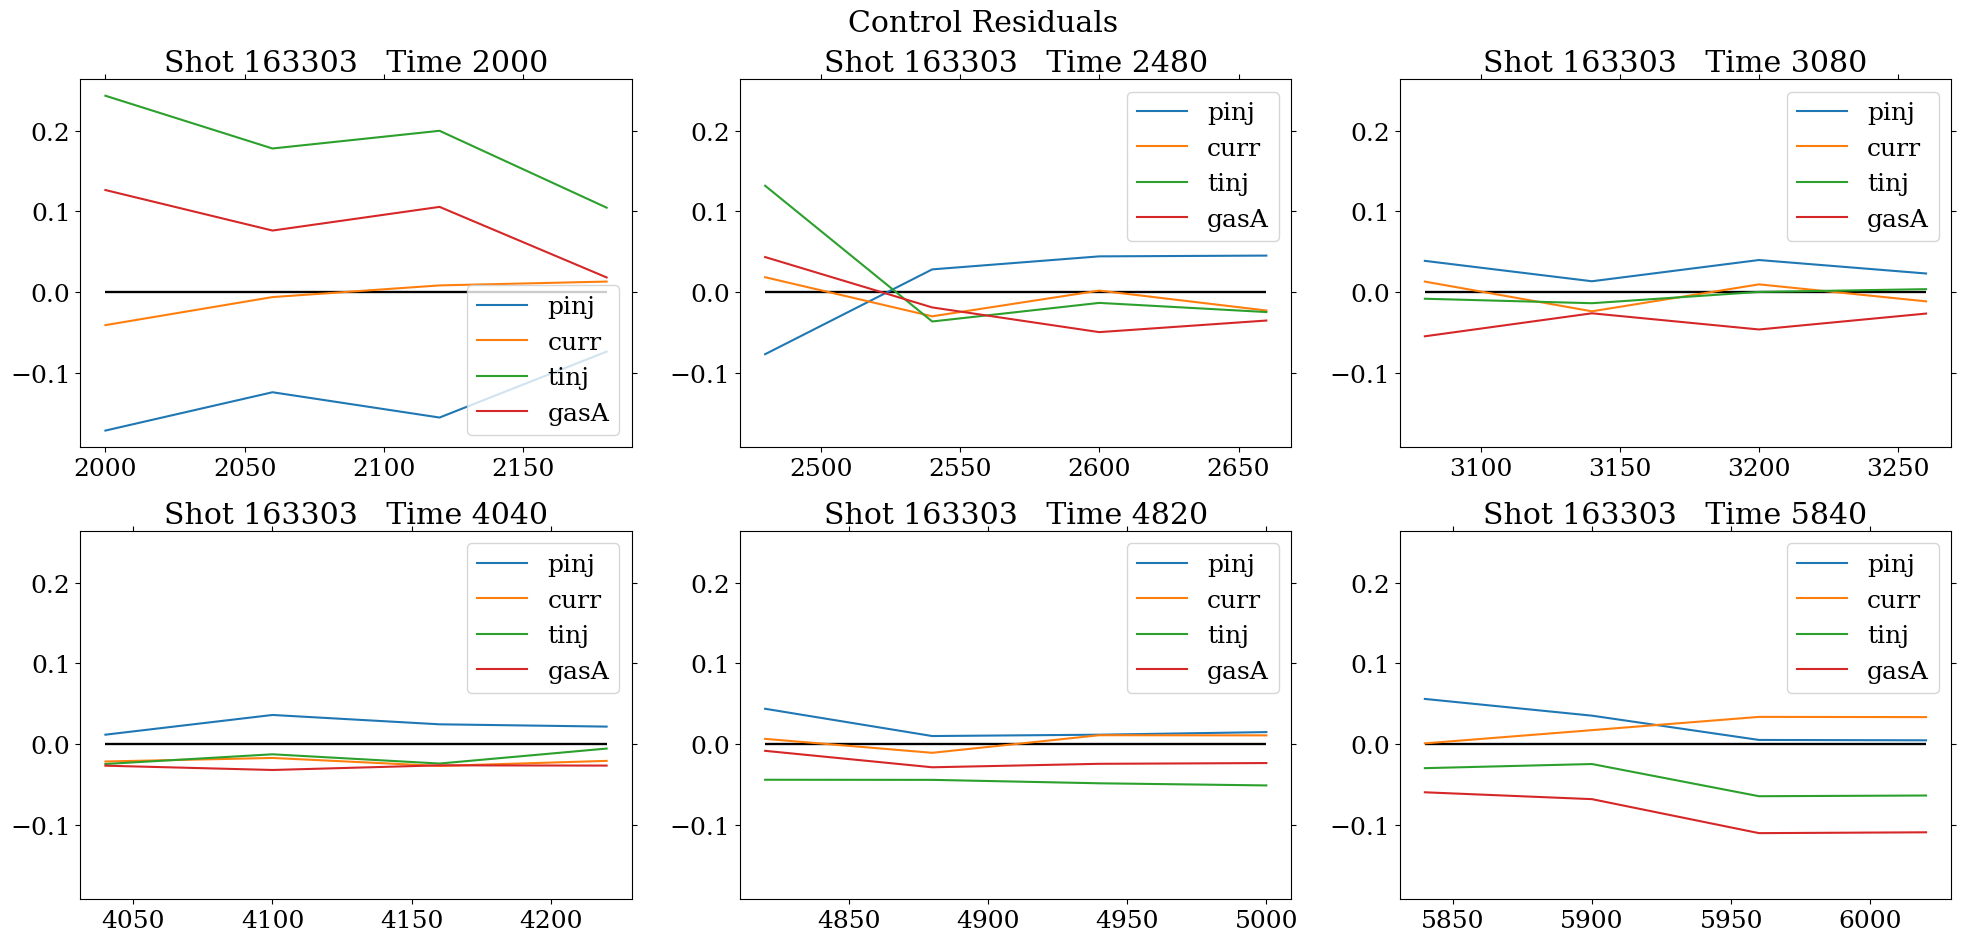 Control Residuals
Shot 163303   Time 2000
Shot 163303   Time 2480
Shot 163303   Time 3080
0.2
0.1
0.0
−0.1
pinj
curr
tinj
gasA
2000
2050
2100
2150
0.2
0.1
0.0
−0.1
pinj
curr
tinj
gasA
2500
2550
2600
2650
0.2
0.1
0.0
−0.1
pinj
curr
tinj
gasA
3100
3150
3200
3250
Shot 163303   Time 4040
Shot 163303   Time 4820
Shot 163303   Time 5840
0.2
0.1
0.0
−0.1
pinj
curr
tinj
gasA
4050
4100
4150
4200
0.2
0.1
0.0
−0.1
pinj
curr
tinj
gasA
4850
4900
4950
5000
0.2
0.1
0.0
−0.1
pinj
curr
tinj
gasA
5850
5900
5950
6000